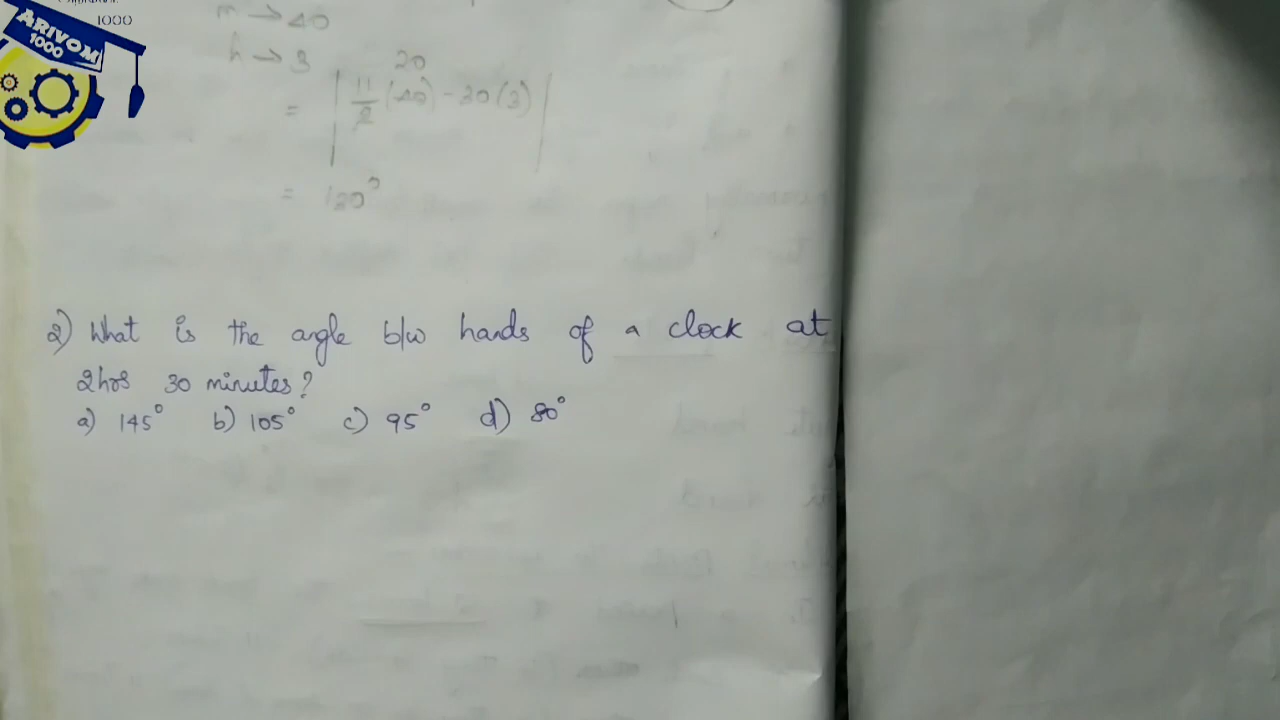 1000
ARIVOM
1000
m → 40
h → 3
20
= | 11/2 (40) - 30(3) |
= 130°
2) What is the angle b/w hands of a clock at
2hrs 30 minutes?
a) 145° b) 105° c) 95° d) 80°